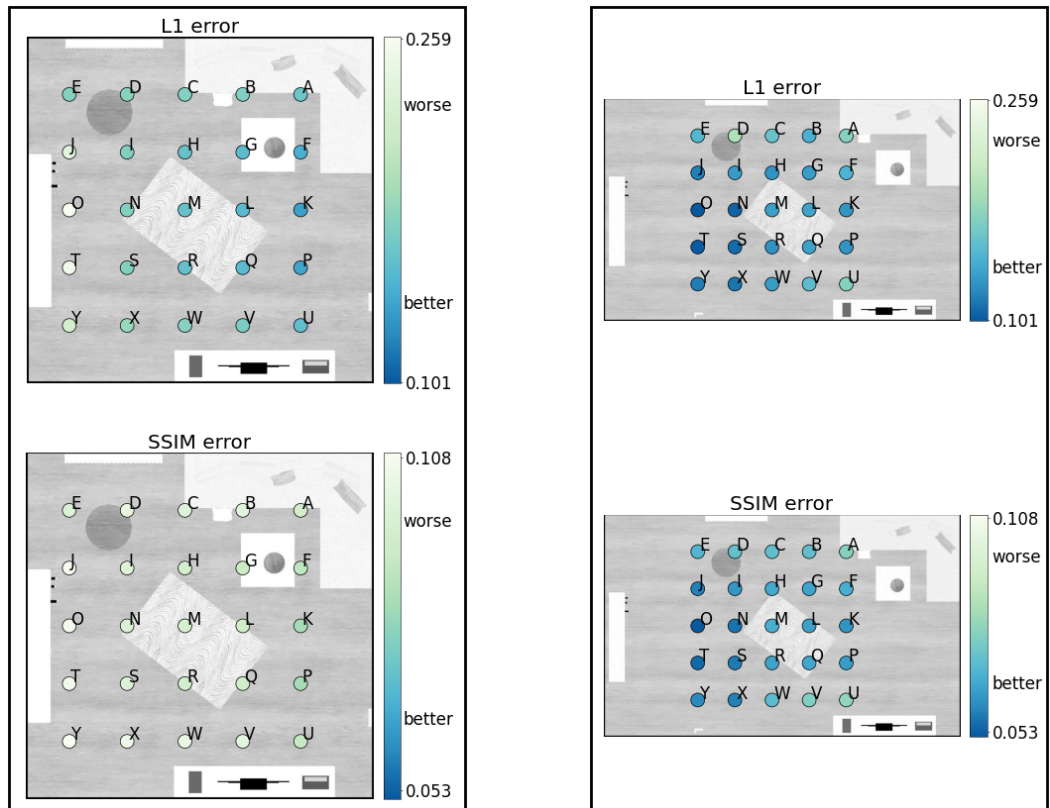 L1 error
0.259
E D C B A
worse
J I H G F
O N M L K
T S R Q P
better
Y X W V U
0.101
SSIM error
0.108
E D C B A
worse
J I H G F
O N M L K
T S R Q P
better
Y X W V U
0.053
L1 error
0.259
E D C B A
worse
J I H G F
O N M L K
T S R Q P
better
Y X W V U
0.101
SSIM error
0.108
E D C B A
worse
J I H G F
O N M L K
T S R Q P
better
Y X W V U
0.053